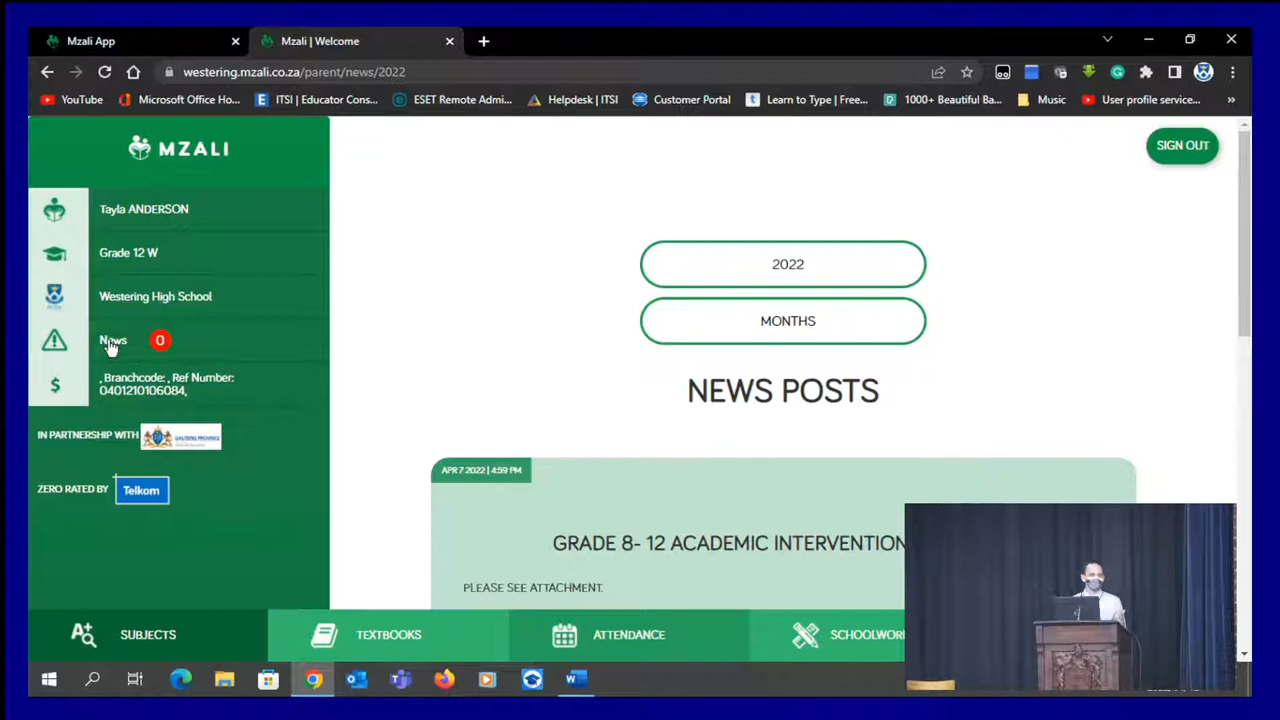 Mzali App
Mzali | Welcome
westering.mzali.co.za/parent/news/2022
YouTube
Microsoft Office Ho...
ITSI | Educator Cons...
ESET Remote Admi...
Helpdesk | ITSI
Customer Portal
Learn to Type | Free...
1000+ Beautiful Ba...
Music
User profile service...
»
MZALI
SIGN OUT
Tayla ANDERSON
Grade 12 W
Westering High School
News 0
, Branchcode: , Ref Number:
0401210106084,
IN PARTNERSHIP WITH
ZERO RATED BY Telkom
2022
MONTHS
NEWS POSTS
APR 7 2022 | 4:59 PM
GRADE 8- 12 ACADEMIC INTERVENTION
PLEASE SEE ATTACHMENT.
SUBJECTS
TEXTBOOKS
ATTENDANCE
SCHOOLWOR